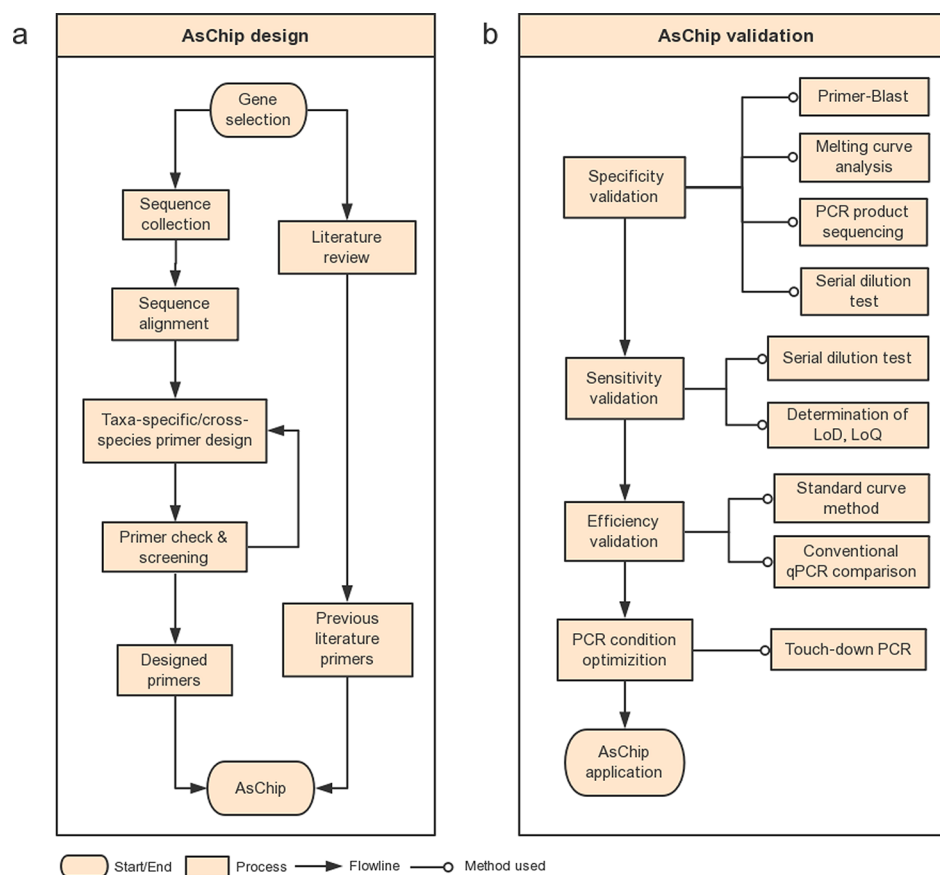 a
AsChip design
Gene
selection
Sequence
collection
Literature
review
Sequence
alignment
Taxa-specific/cross-
species primer design
Primer check &
screening
Previous
literature
primers
Designed
primers
AsChip
b
AsChip validation
Specificity
validation
Primer-Blast
Melting curve
analysis
PCR product
sequencing
Serial dilution
test
Sensitivity
validation
Serial dilution test
Determination of
LoD, LoQ
Efficiency
validation
Standard curve
method
Conventional
qPCR comparison
PCR condition
optimizition
Touch-down PCR
AsChip
application
Start/End
Process
Flowline
Method used